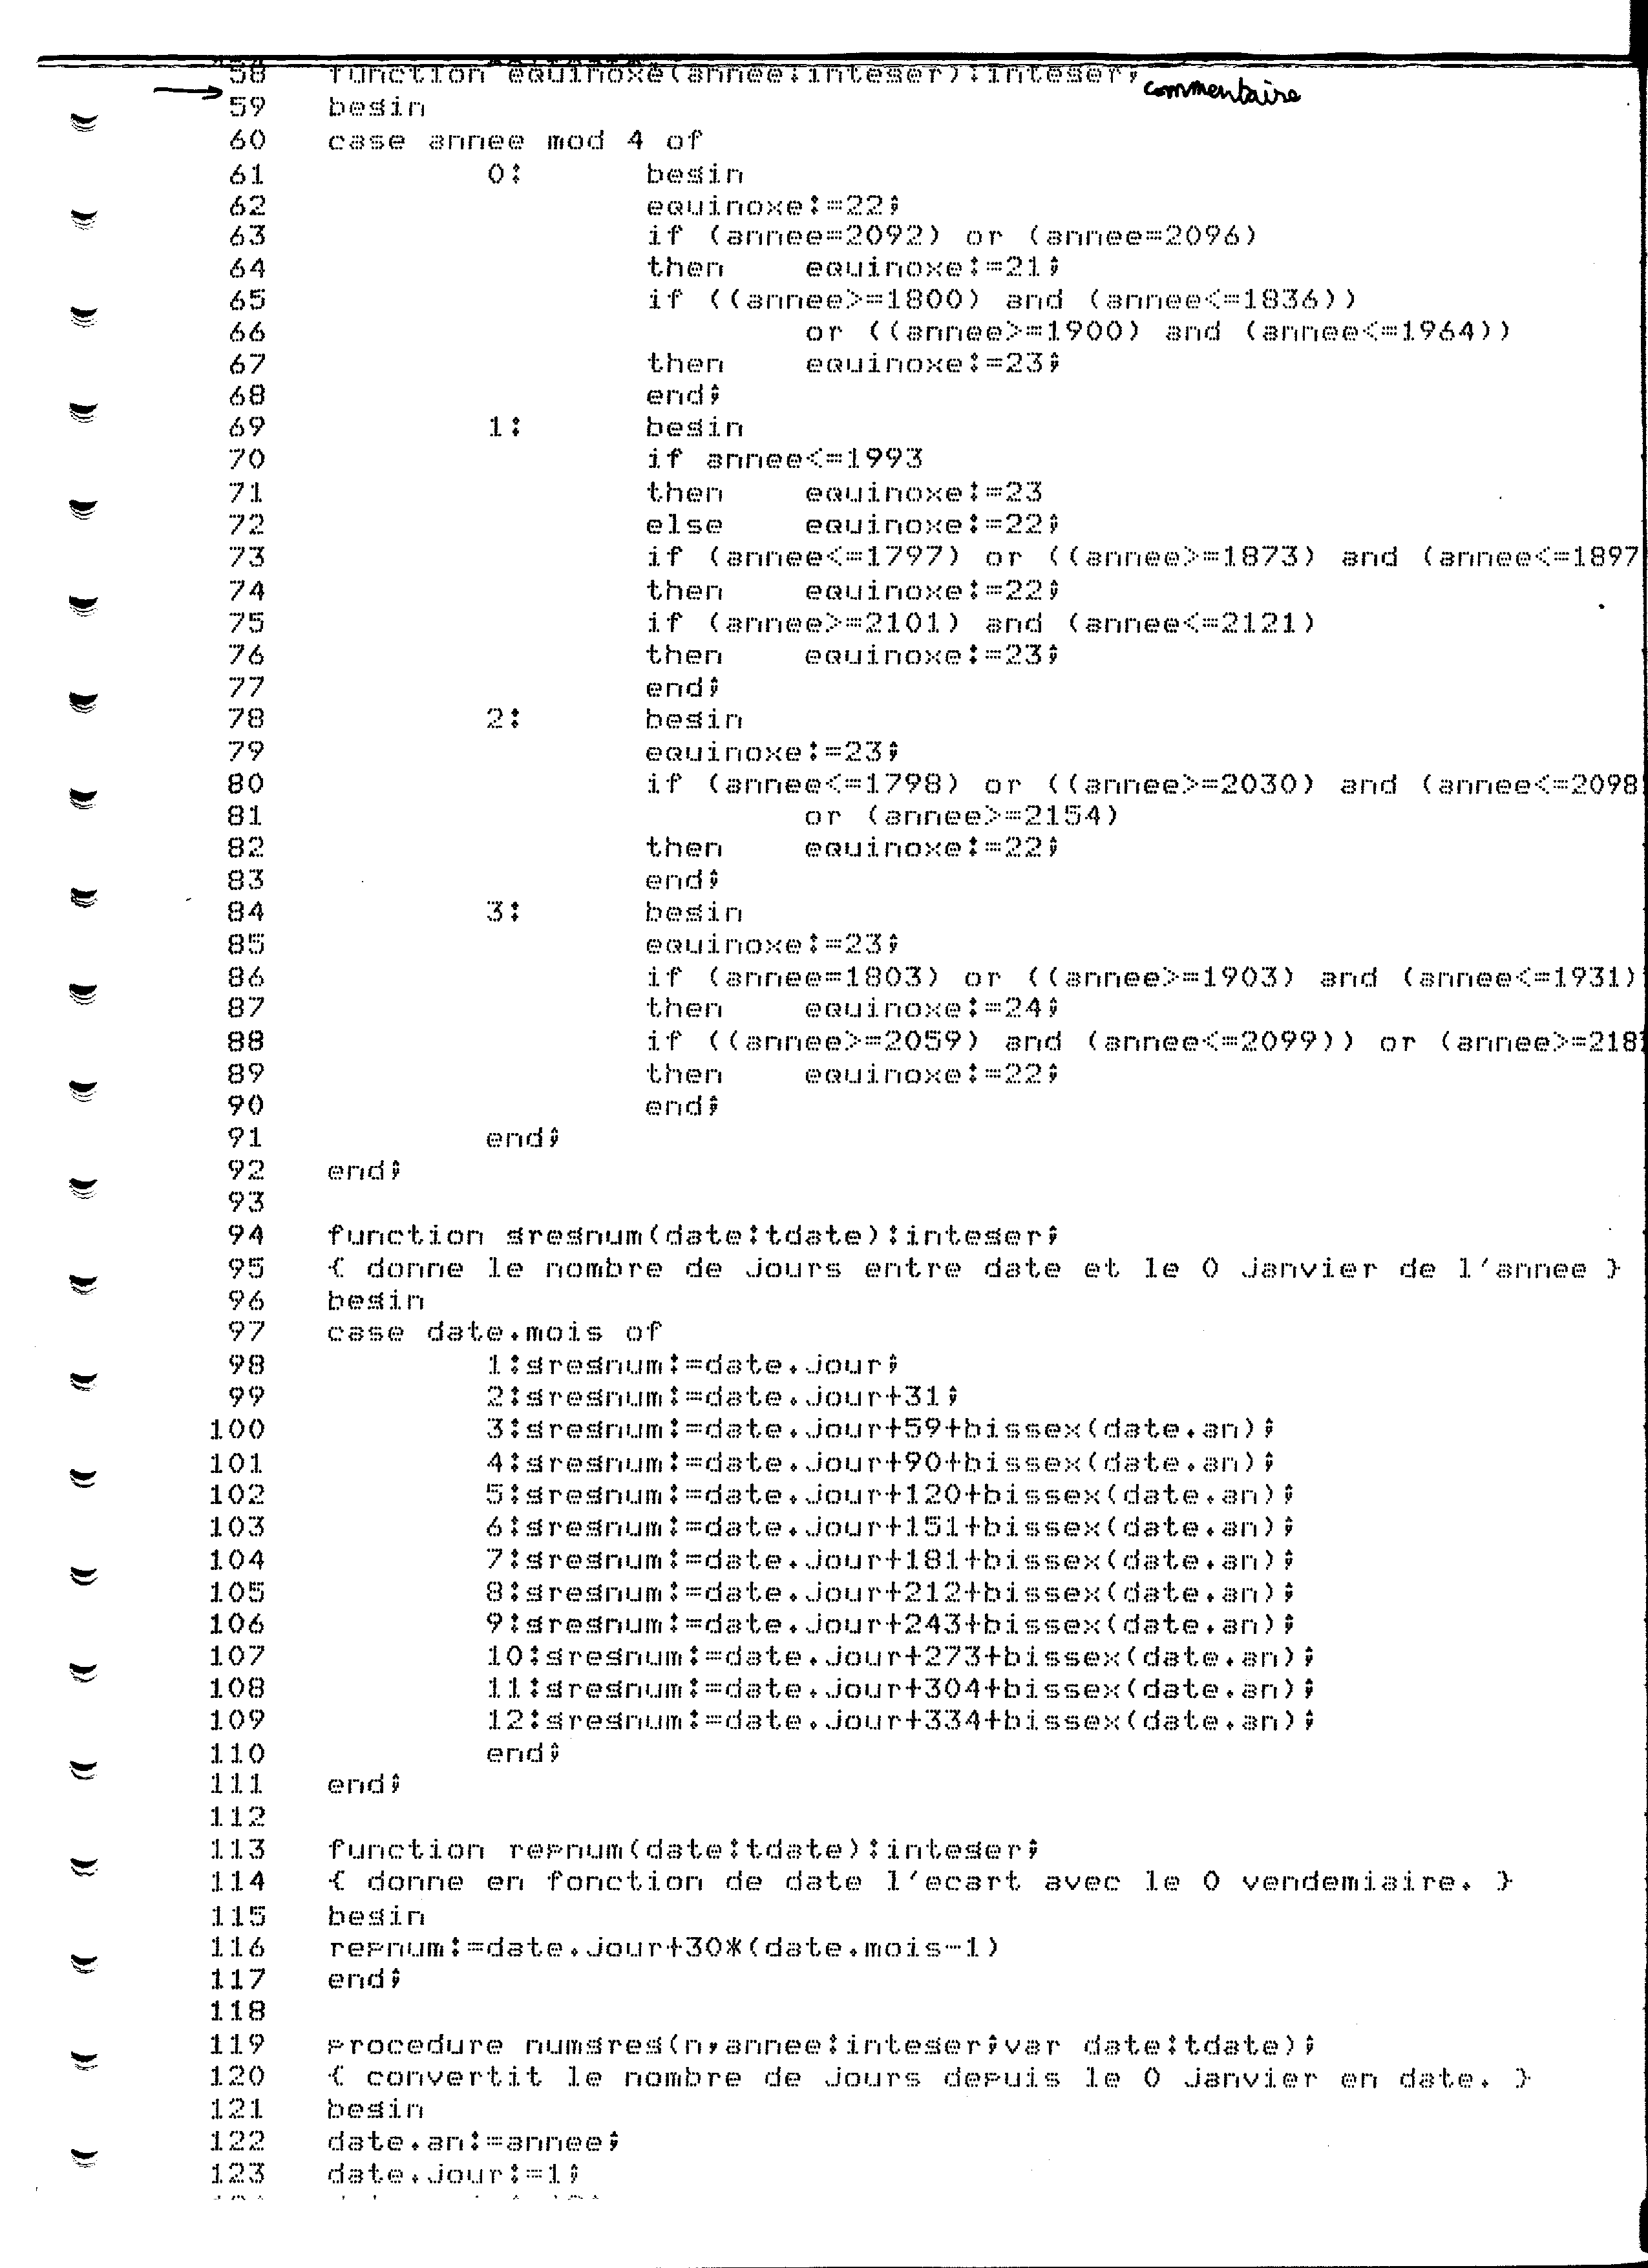 58 function equinoxe(annee:integer):integer;
commentaire
59 begin
60 case annee mod 4 of
61 0: begin
62 equinoxe:=22;
63 if (annee=2092) or (annee=2096)
64 then equinoxe:=21;
65 if ((annee>=1800) and (annee<=1836))
66 or ((annee>=1900) and (annee<=1964))
67 then equinoxe:=23;
68 end;
69 1: begin
70 if annee<=1993
71 then equinoxe:=23
72 else equinoxe:=22;
73 if (annee<=1797) or ((annee>=1873) and (annee<=1897
74 then equinoxe:=22;
75 if (annee>=2101) and (annee<=2121)
76 then equinoxe:=23;
77 end;
78 2: begin
79 equinoxe:=23;
80 if (annee<=1798) or ((annee>=2030) and (annee<=2098
81 or (annee>=2154)
82 then equinoxe:=22;
83 end;
84 3: begin
85 equinoxe:=23;
86 if (annee=1803) or ((annee>=1903) and (annee<=1931)
87 then equinoxe:=24;
88 if ((annee>=2059) and (annee<=2099)) or (annee>=218
89 then equinoxe:=22;
90 end;
91 end;
92 end;
93
94 function gregnum(date:tdate):integer;
95 { donne le nombre de jours entre date et le 0 janvier de l'annee }
96 begin
97 case date.mois of
98 1:gregnum:=date.jour;
99 2:gregnum:=date.jour+31;
100 3:gregnum:=date.jour+59+bissex(date.an);
101 4:gregnum:=date.jour+90+bissex(date.an);
102 5:gregnum:=date.jour+120+bissex(date.an);
103 6:gregnum:=date.jour+151+bissex(date.an);
104 7:gregnum:=date.jour+181+bissex(date.an);
105 8:gregnum:=date.jour+212+bissex(date.an);
106 9:gregnum:=date.jour+243+bissex(date.an);
107 10:gregnum:=date.jour+273+bissex(date.an);
108 11:gregnum:=date.jour+304+bissex(date.an);
109 12:gregnum:=date.jour+334+bissex(date.an);
110 end;
111 end;
112
113 function repnum(date:tdate):integer;
114 { donne en fonction de date l'ecart avec le 0 vendemiaire. }
115 begin
116 repnum:=date.jour+30*(date.mois-1)
117 end;
118
119 procedure numgreg(n,annee:integer;var date:tdate);
120 { convertit le nombre de jours depuis le 0 janvier en date. }
121 begin
122 date.an:=annee;
123 date.jour:=1;